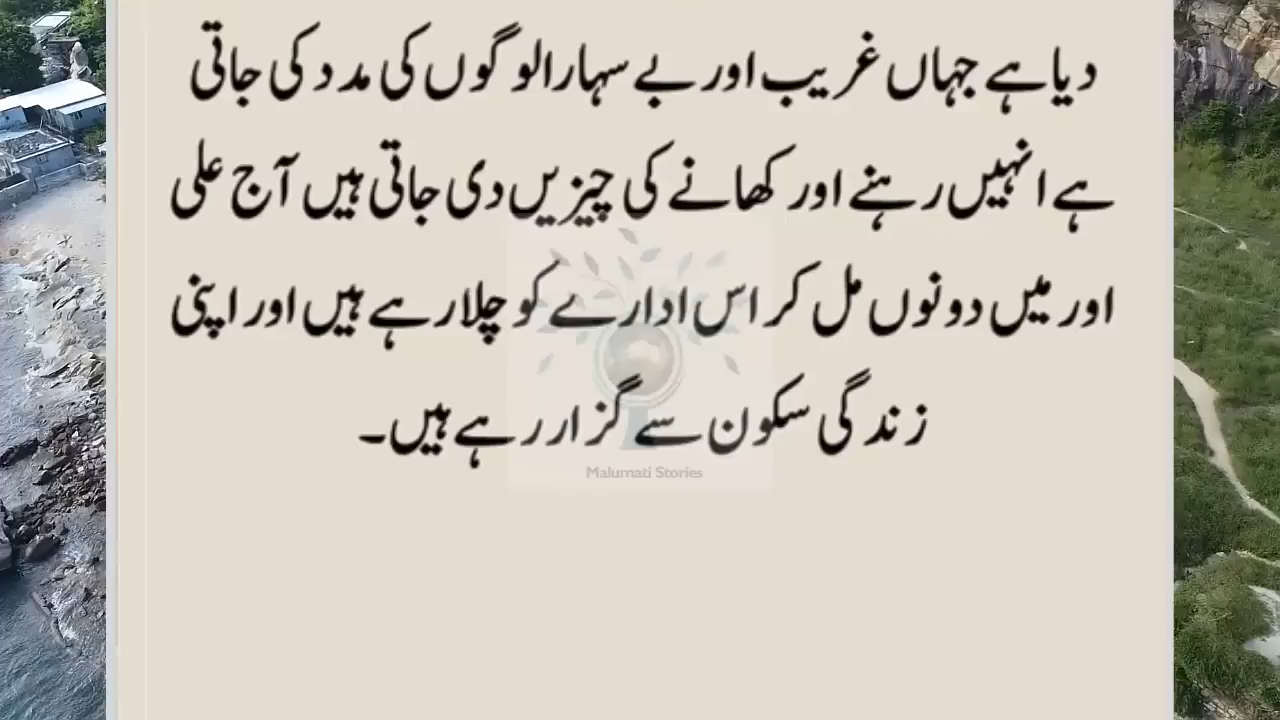 دیا ہے جہاں غریب اور بے سہارا لوگوں کی مدد کی جاتی
ہے انہیں رہنے اور کھانے کی چیزیں دی جاتی ہیں آج علی
اور میں دونوں مل کر اس ادارے کو چلا رہے ہیں اور اپنی
زندگی سکون سے گزار رہے ہیں۔
Malumati Stories